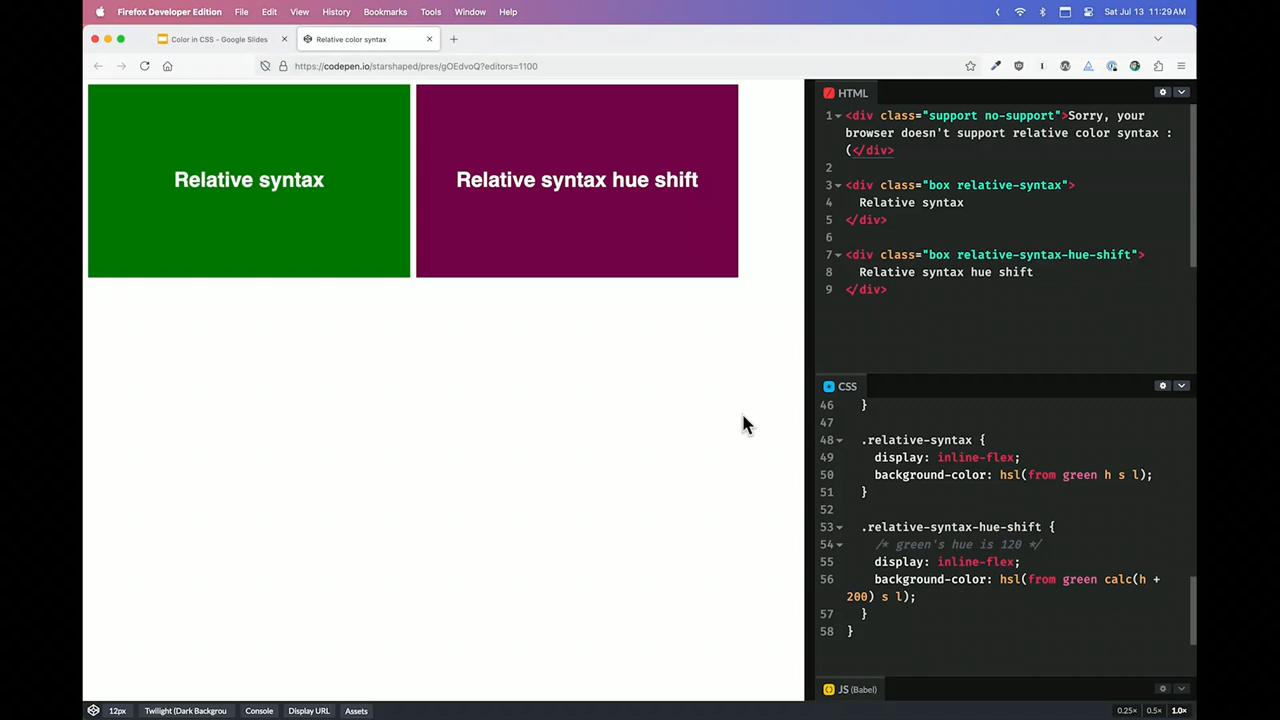 Firefox Developer Edition File Edit View History Bookmarks Tools Window Help Sat Jul 13 11:29 AM
Color in CSS – Google Slides Relative color syntax
https://codepen.io/starshaped/pres/gOEdvoQ?editors=1100
Relative syntax
Relative syntax hue shift
HTML
1 <div class="support no-support">Sorry, your
browser doesn't support relative color syntax :
(</div>
2
3 <div class="box relative-syntax">
4 Relative syntax
5 </div>
6
7 <div class="box relative-syntax-hue-shift">
8 Relative syntax hue shift
9 </div>
CSS
46 }
47
48 .relative-syntax {
49 display: inline-flex;
50 background-color: hsl(from green h s l);
51 }
52
53 .relative-syntax-hue-shift {
54 /* green's hue is 120 */
55 display: inline-flex;
56 background-color: hsl(from green calc(h +
200) s l);
57 }
58 }
JS (Babel)
12px Twilight (Dark Backgrou Console Display URL Assets 0.25× 0.5× 1.0×